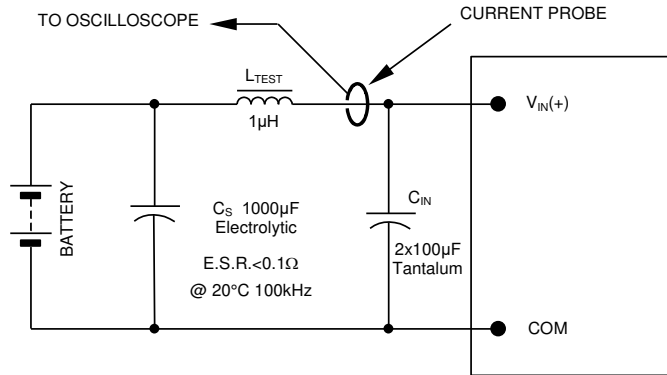 TO OSCILLOSCOPE
CURRENT PROBE
LTEST
1µH
VIN(+)
BATTERY
CS 1000µF
Electrolytic
E.S.R.<0.1Ω
@ 20°C 100kHz
CIN
2x100µF
Tantalum
COM